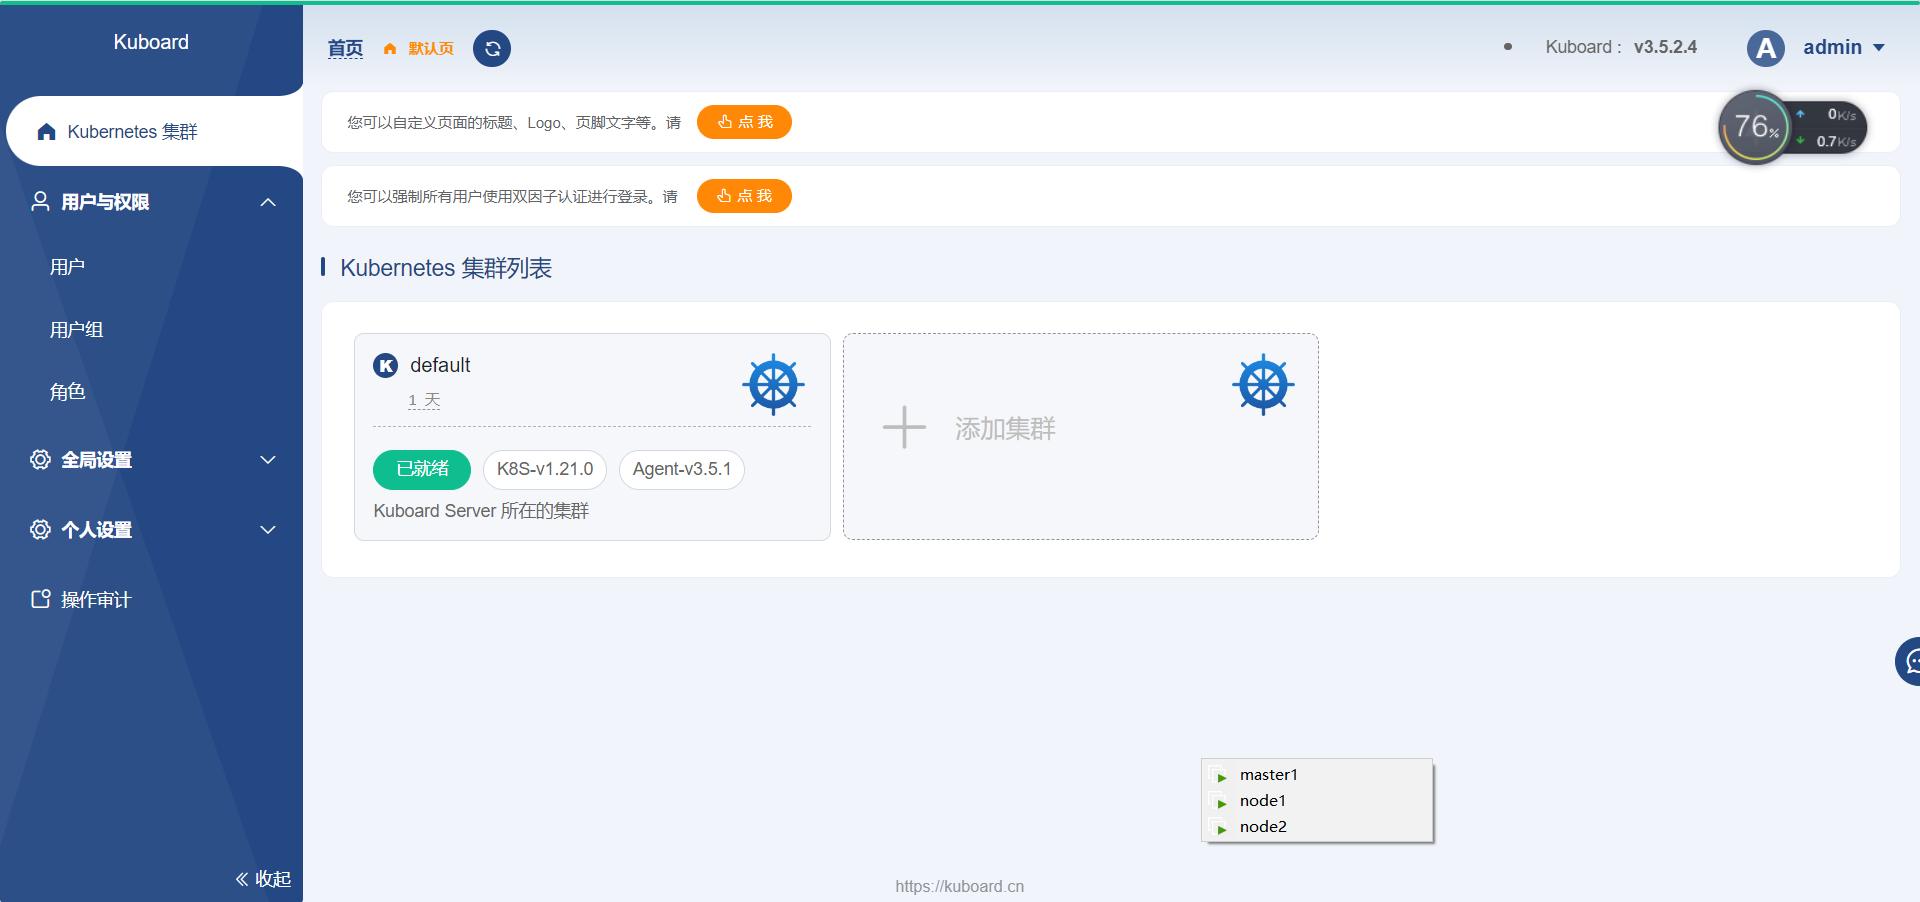 Kuboard
Kubernetes 集群
用户与权限
用户
用户组
角色
全局设置
个人设置
操作审计
收起
首页
默认页
Kuboard : v3.5.2.4
A
admin
您可以自定义页面的标题、Logo、页脚文字等。请
点 我
76%
0K/s
0.7K/s
您可以强制所有用户使用双因子认证进行登录。请
点 我
Kubernetes 集群列表
K
default
1 天
已就绪
K8S-v1.21.0
Agent-v3.5.1
Kuboard Server 所在的集群
添加集群
master1
node1
node2
https://kuboard.cn